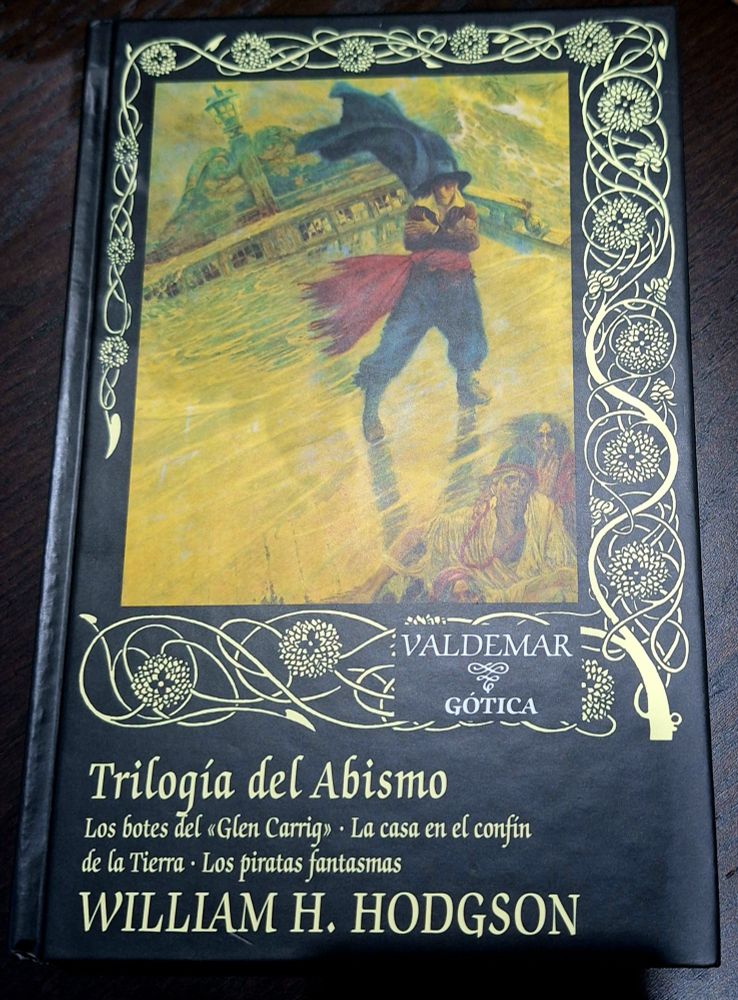 VALDEMAR
GÓTICA
Trilogía del Abismo
Los botes del «Glen Carrig» · La casa en el confín
de la Tierra · Los piratas fantasmas
WILLIAM H. HODGSON